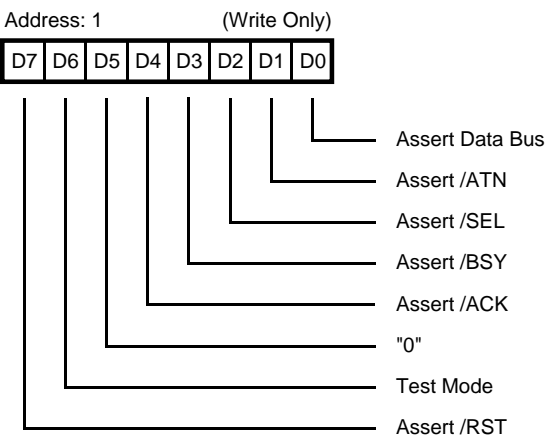 Address: 1 (Write Only)
D7 D6 D5 D4 D3 D2 D1 D0
Assert Data Bus
Assert /ATN
Assert /SEL
Assert /BSY
Assert /ACK
"0"
Test Mode
Assert /RST